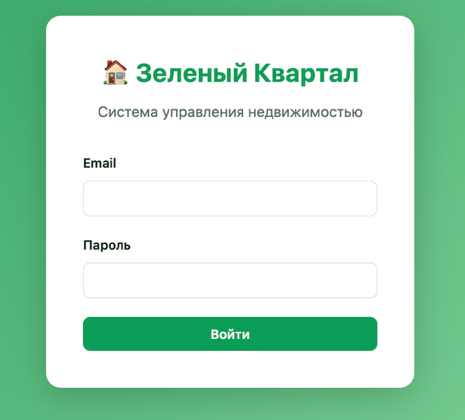 Зеленый Квартал
Система управления недвижимостью
Email
Пароль
Войти